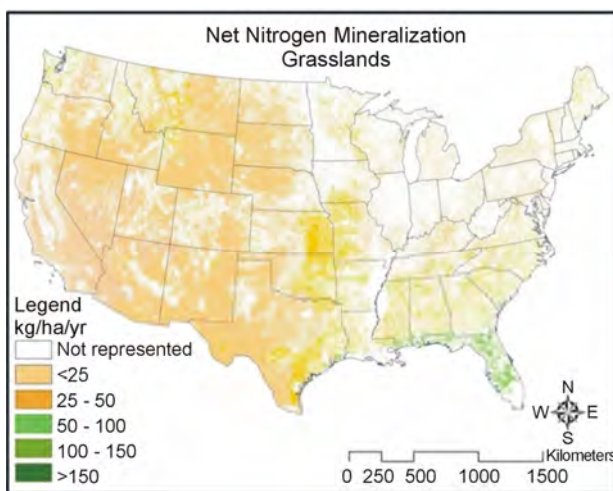 Net Nitrogen Mineralization
Grasslands
Legend
kg/ha/yr
Not represented
<25
25 - 50
50 - 100
100 - 150
>150
N
W E
S
Kilometers
0 250 500 1000 1500